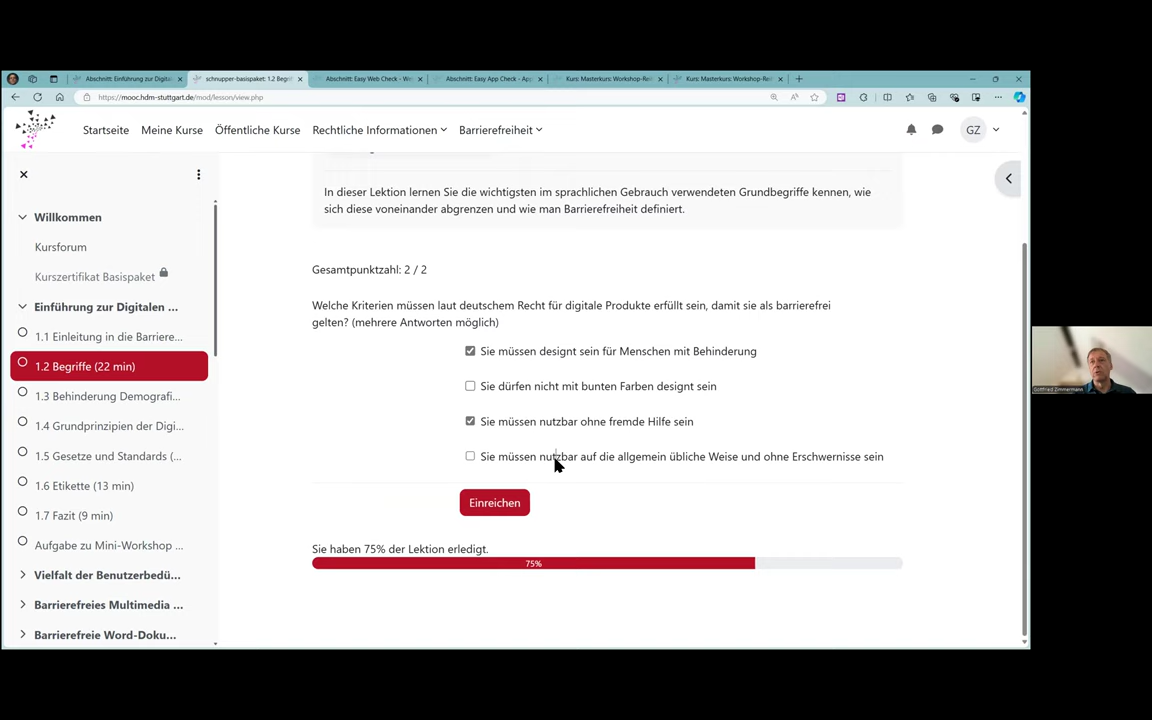 Abschnitt: Einführung zur Digita
schnupper-basispaket: 1.2 Begri
Abschnitt: Easy Web Check - We
Abschnitt: Easy App Check - Ap
Kurs: Masterkurs: Workshop-Rei
Kurs: Masterkurs: Workshop-Rei
https://mooc.hdm-stuttgart.de/mod/lesson/view.php
Startseite Meine Kurse Öffentliche Kurse Rechtliche Informationen Barrierefreiheit GZ
Willkommen
Kursforum
Kurszertifikat Basispaket
Einführung zur Digitalen ...
1.1 Einleitung in die Barriere...
1.2 Begriffe (22 min)
1.3 Behinderung Demografi...
1.4 Grundprinzipien der Digi...
1.5 Gesetze und Standards (...
1.6 Etikette (13 min)
1.7 Fazit (9 min)
Aufgabe zu Mini-Workshop ...
Vielfalt der Benutzerbedü...
Barrierefreies Multimedia ...
Barrierefreie Word-Doku...
In dieser Lektion lernen Sie die wichtigsten im sprachlichen Gebrauch verwendeten Grundbegriffe kennen, wie
sich diese voneinander abgrenzen und wie man Barrierefreiheit definiert.
Gesamtpunktzahl: 2 / 2
Welche Kriterien müssen laut deutschem Recht für digitale Produkte erfüllt sein, damit sie als barrierefrei
gelten? (mehrere Antworten möglich)
Sie müssen designt sein für Menschen mit Behinderung
Sie dürfen nicht mit bunten Farben designt sein
Sie müssen nutzbar ohne fremde Hilfe sein
Sie müssen nutzbar auf die allgemein übliche Weise und ohne Erschwernisse sein
Einreichen
Sie haben 75% der Lektion erledigt.
75%
Gottfried Zimmermann